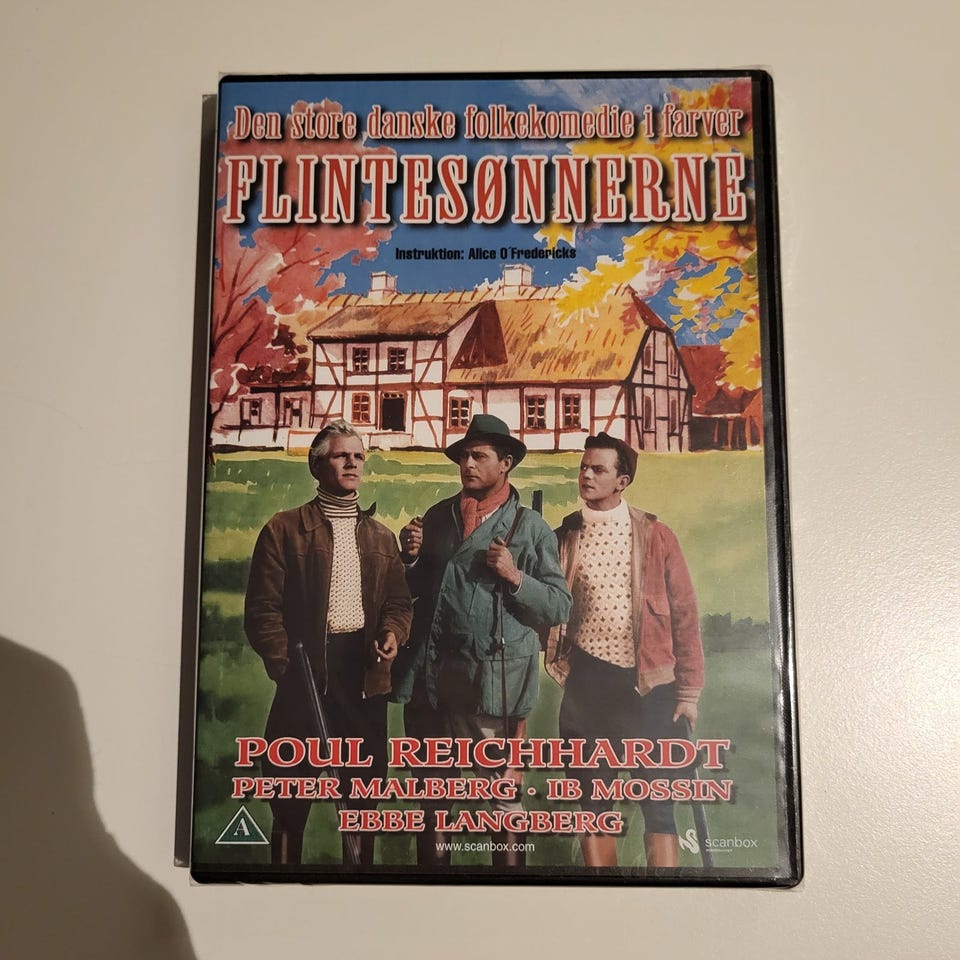 Den store danske folkekomedie i farver
FLINTESØNNERNE
Instruktion: Alice O´Fredericks
POUL REICHHARDT
PETER MALBERG · IB MOSSIN
EBBE LANGBERG
A
www.scanbox.com
scanbox